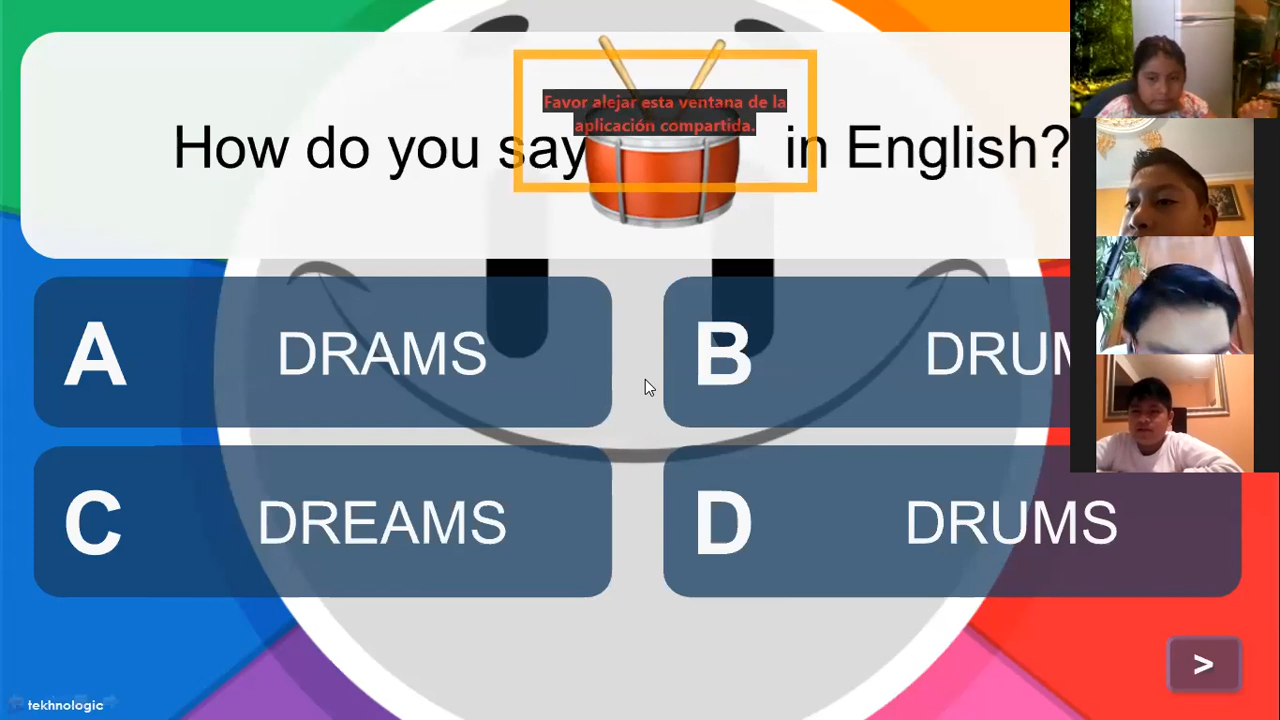 Favor alejar esta ventana de la
aplicación compartida.
How do you say in English?
A DRAMS
B
C DREAMS
D DRUMS
>
tekhnologic